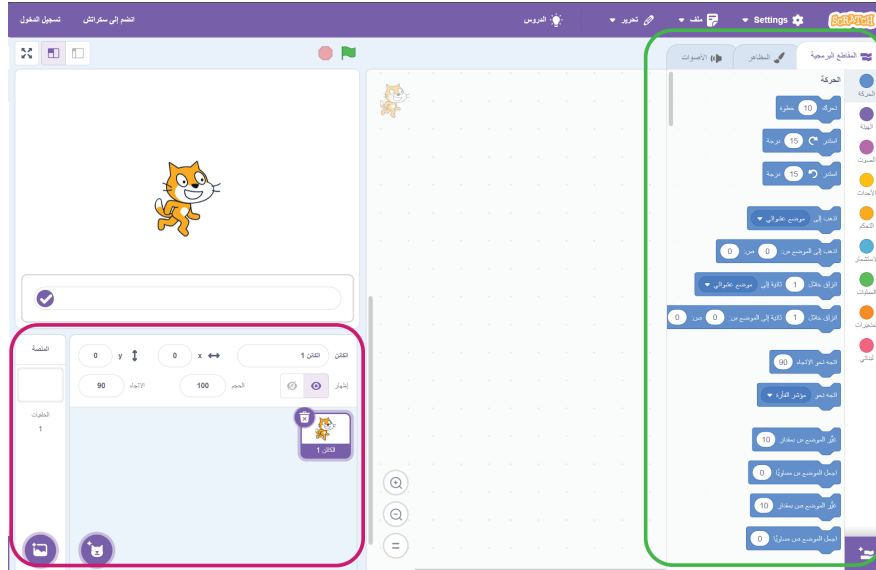 SCRATCH
Settings
ملف
تحرير
الدروس
انضم إلى سكراتش
تسجيل الدخول
المقاطع البرمجية
المظاهر
الأصوات
الحركة
الحركة
الهيئة
الصوت
الأحداث
التحكم
الاستشعار
العمليات
المتغيرات
لبناتي
تحرك 10 خطوة
استدر 15 درجة
استدر 15 درجة
اذهب إلى موضع عشوائي
اذهب إلى الموضع س: 0 ص: 0
انزلق خلال 1 ثانية إلى موضع عشوائي
انزلق خلال 1 ثانية إلى الموضع س: 0 ص: 0
اتجه نحو الاتجاه 90
اتجه نحو مؤشر الفأرة
غيّر الموضع س بمقدار 10
اجعل الموضع س مساويًا 0
غيّر الموضع ص بمقدار 10
اجعل الموضع ص مساويًا 0
الكائن الكائن 1 x 0 y 0
إظهار الحجم 100 الاتجاه 90
الكائن 1
المنصة
الخلفيات
1